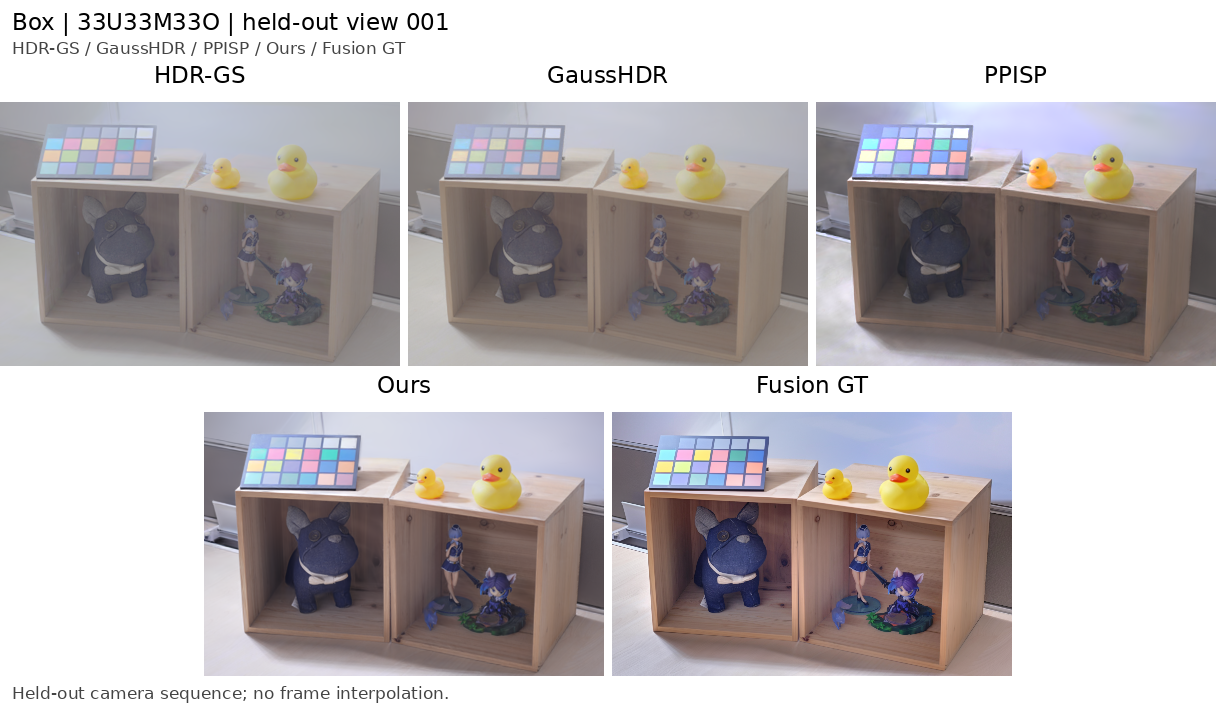 Box | 33U33M33O | held-out view 001
HDR-GS / GaussHDR / PPISP / Ours / Fusion GT
HDR-GS
GaussHDR
PPISP
Ours
Fusion GT
Held-out camera sequence; no frame interpolation.